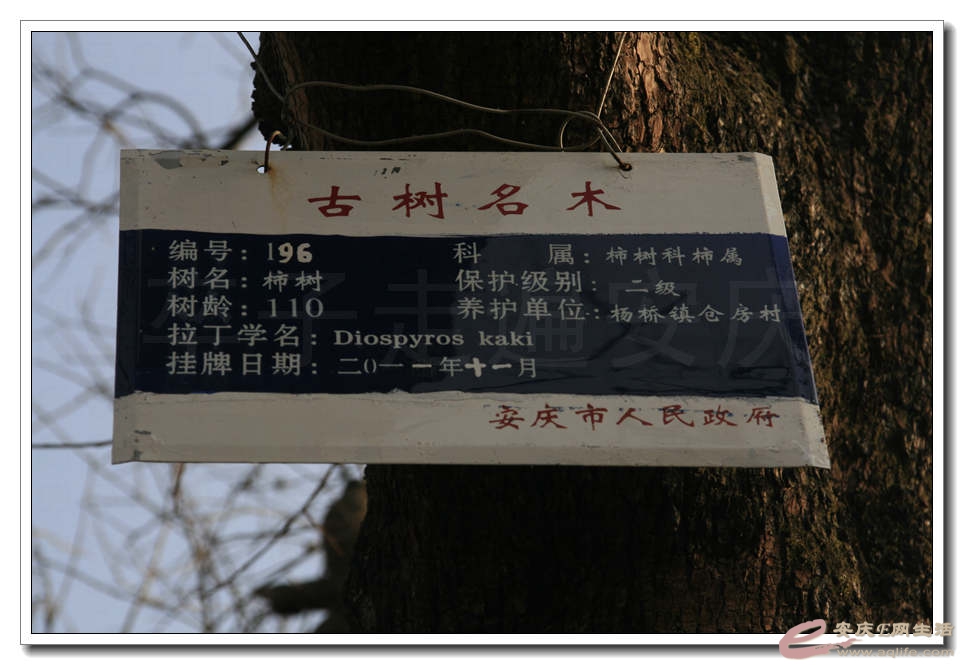 古树名木
编号：196 科 属：柿树科柿属
树名：柿树 保护级别：二级
树龄：110 养护单位：杨桥镇仓房村
拉丁学名：Diospyros kaki
挂牌日期：二0一一年十一月
安庆市人民政府
安庆E网生活
www.aqlife.com